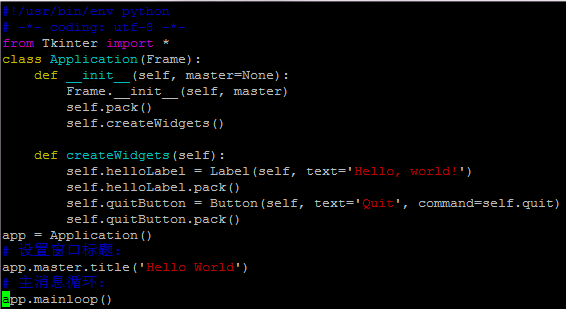 #!/usr/bin/env python
# -*- coding: utf-8 -*-
from Tkinter import *
class Application(Frame):
    def __init__(self, master=None):
        Frame.__init__(self, master)
        self.pack()
        self.createWidgets()

    def createWidgets(self):
        self.helloLabel = Label(self, text='Hello, world!')
        self.helloLabel.pack()
        self.quitButton = Button(self, text='Quit', command=self.quit)
        self.quitButton.pack()
app = Application()
# 设置窗口标题:
app.master.title('Hello World')
# 主消息循环:
app.mainloop()